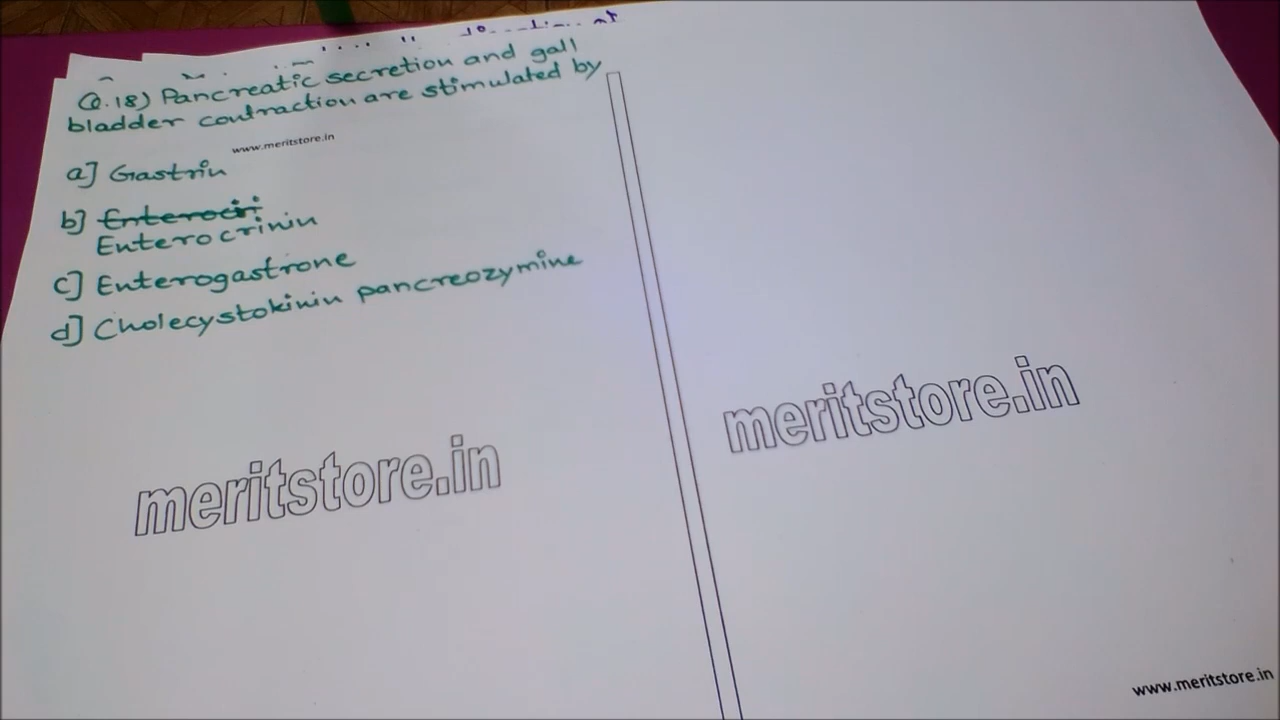 Q.18) Pancreatic secretion and gall
bladder contraction are stimulated by
www.meritstore.in
a] Gastrin
b] Enterocri
Enterocrinin
c] Enterogastrone
d] Cholecystokinin pancreozymine
meritstore.in
meritstore.in
www.meritstore.in